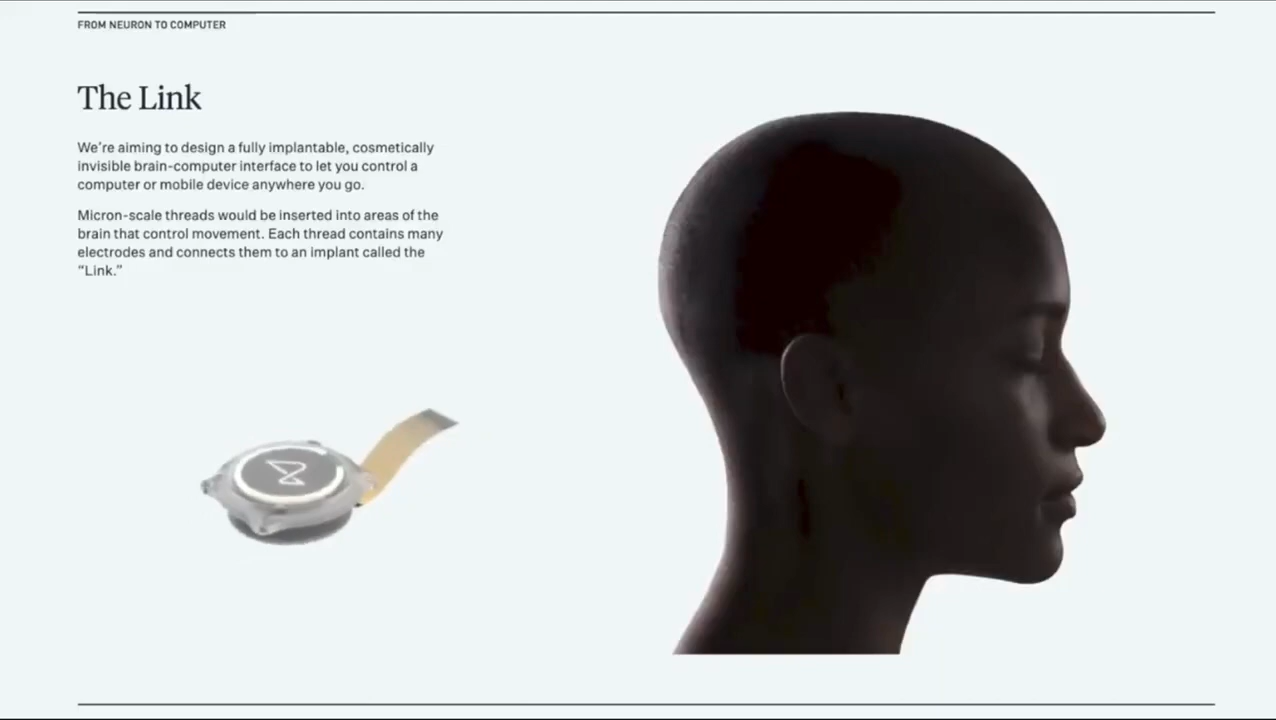 FROM NEURON TO COMPUTER
The Link
We’re aiming to design a fully implantable, cosmetically
invisible brain-computer interface to let you control a
computer or mobile device anywhere you go.
Micron-scale threads would be inserted into areas of the
brain that control movement. Each thread contains many
electrodes and connects them to an implant called the
“Link.”